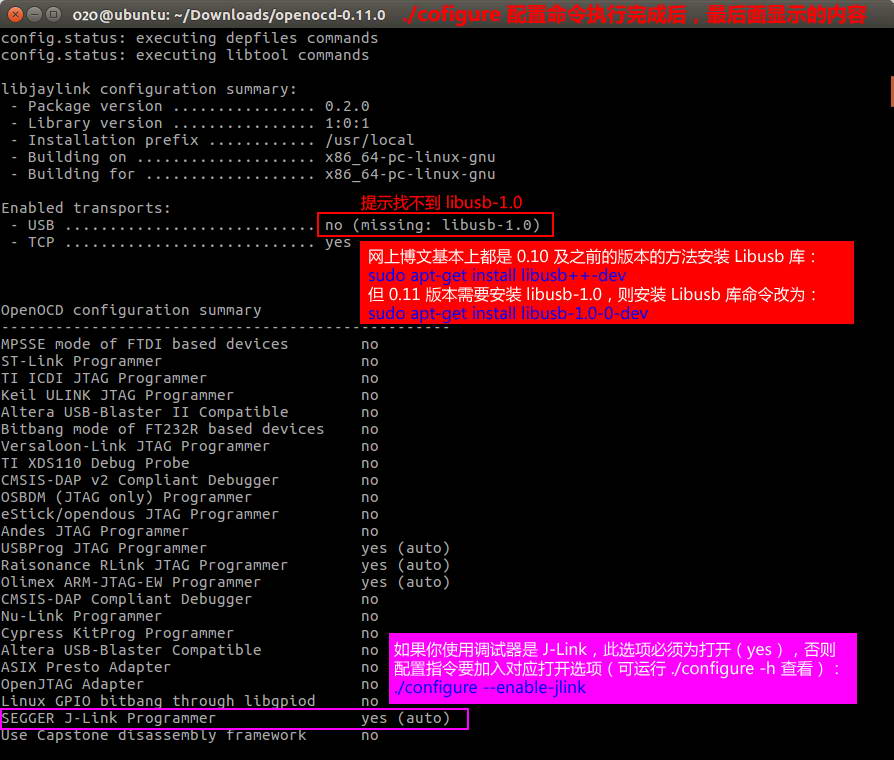 o2o@ubuntu: ~/Downloads/openocd-0.11.0 ./cofigure 配置命令执行完成后，最后面显示的内容
config.status: executing depfiles commands
config.status: executing libtool commands
libjaylink configuration summary:
- Package version ................ 0.2.0
- Library version ................ 1:0:1
- Installation prefix ............ /usr/local
- Building on .................... x86_64-pc-linux-gnu
- Building for ................... x86_64-pc-linux-gnu
提示找不到 libusb-1.0
Enabled transports:
- USB ............................ no (missing: libusb-1.0)
- TCP ............................ yes
网上博文基本上都是 0.10 及之前的版本的方法安装 Libusb 库：
sudo apt-get install libusb++-dev
但 0.11 版本需要安装 libusb-1.0，则安装 Libusb 库命令改为：
sudo apt-get install libusb-1.0-0-dev
OpenOCD configuration summary
--------------------------------------------------
MPSSE mode of FTDI based devices no
ST-Link Programmer no
TI ICDI JTAG Programmer no
Keil ULINK JTAG Programmer no
Altera USB-Blaster II Compatible no
Bitbang mode of FT232R based devices no
Versaloon-Link JTAG Programmer no
TI XDS110 Debug Probe no
CMSIS-DAP v2 Compliant Debugger no
OSBDM (JTAG only) Programmer no
eStick/opendous JTAG Programmer no
Andes JTAG Programmer no
USBProg JTAG Programmer yes (auto)
Raisonance RLink JTAG Programmer yes (auto)
Olimex ARM-JTAG-EW Programmer yes (auto)
CMSIS-DAP Compliant Debugger no
Nu-Link Programmer no
Cypress KitProg Programmer no
Altera USB-Blaster Compatible no
ASIX Presto Adapter no
OpenJTAG Adapter no
Linux GPIO bitbang through libgpiod no
如果你使用调试器是 J-Link，此选项必须为打开（yes），否则
配置指令要加入对应打开选项（可运行 ./configure -h 查看）：
./configure --enable-jlink
SEGGER J-Link Programmer yes (auto)
Use Capstone disassembly framework no